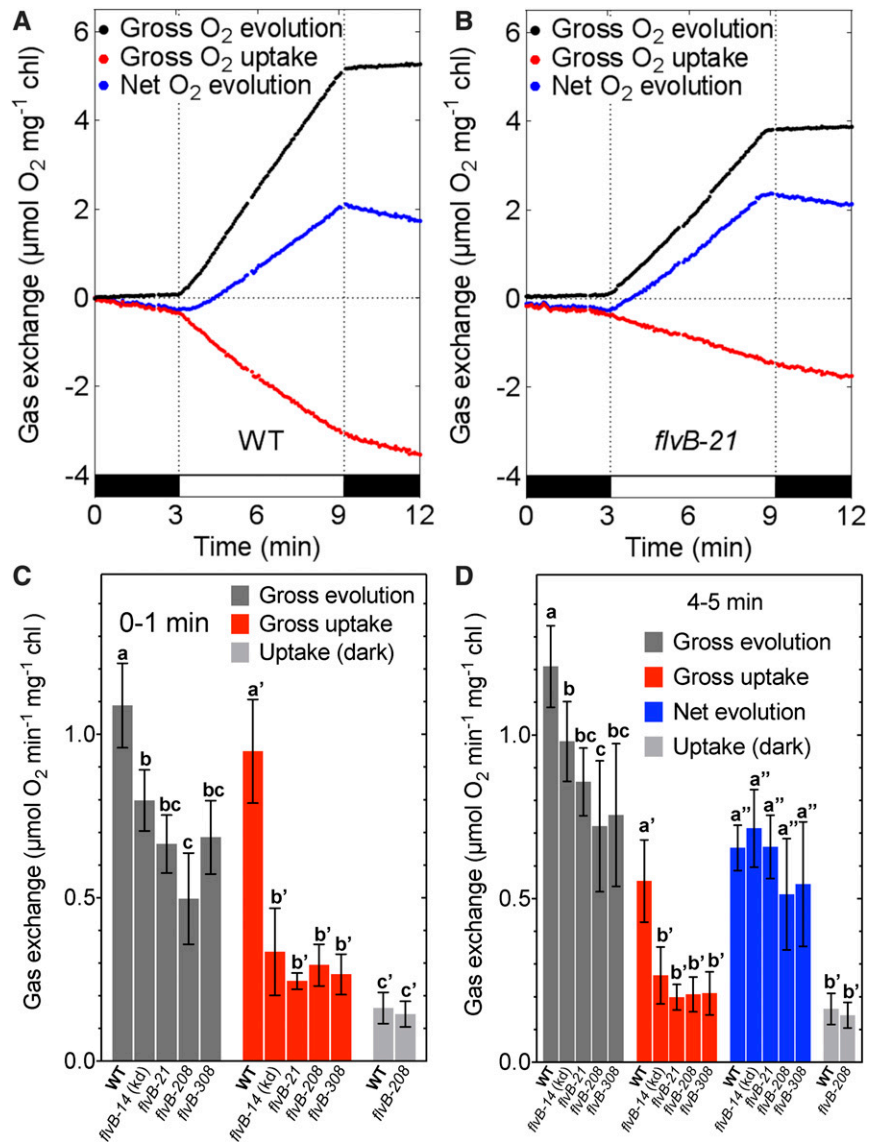 A
Gross O₂ evolution
Gross O₂ uptake
Net O₂ evolution
Gas exchange (µmol O₂ mg⁻¹ chl)
6
4
2
0
-2
-4
WT
0 3 6 9 12
Time (min)
B
Gross O₂ evolution
Gross O₂ uptake
Net O₂ evolution
Gas exchange (µmol O₂ mg⁻¹ chl)
6
4
2
0
-2
-4
flvB-21
0 3 6 9 12
Time (min)
C
0-1 min
Gross evolution
Gross uptake
Uptake (dark)
Gas exchange (µmol O₂ min⁻¹ mg⁻¹ chl)
1.0
0.5
0.0
a b bc c bc
a' b' b' b' b'
c' c'
WT flvB-14 (kd) flvB-21 flvB-208 flvB-308
WT flvB-14 (kd) flvB-21 flvB-208 flvB-308
WT flvB-208
D
4-5 min
Gross evolution
Gross uptake
Net evolution
Uptake (dark)
Gas exchange (µmol O₂ min⁻¹ mg⁻¹ chl)
1.0
0.5
0.0
a b bc c bc
a' b' b' b' b'
a" a" a" a" a"
b' b'
WT flvB-14 (kd) flvB-21 flvB-208 flvB-308
WT flvB-14 (kd) flvB-21 flvB-208 flvB-308
WT flvB-14 (kd) flvB-21 flvB-208 flvB-308
WT flvB-208